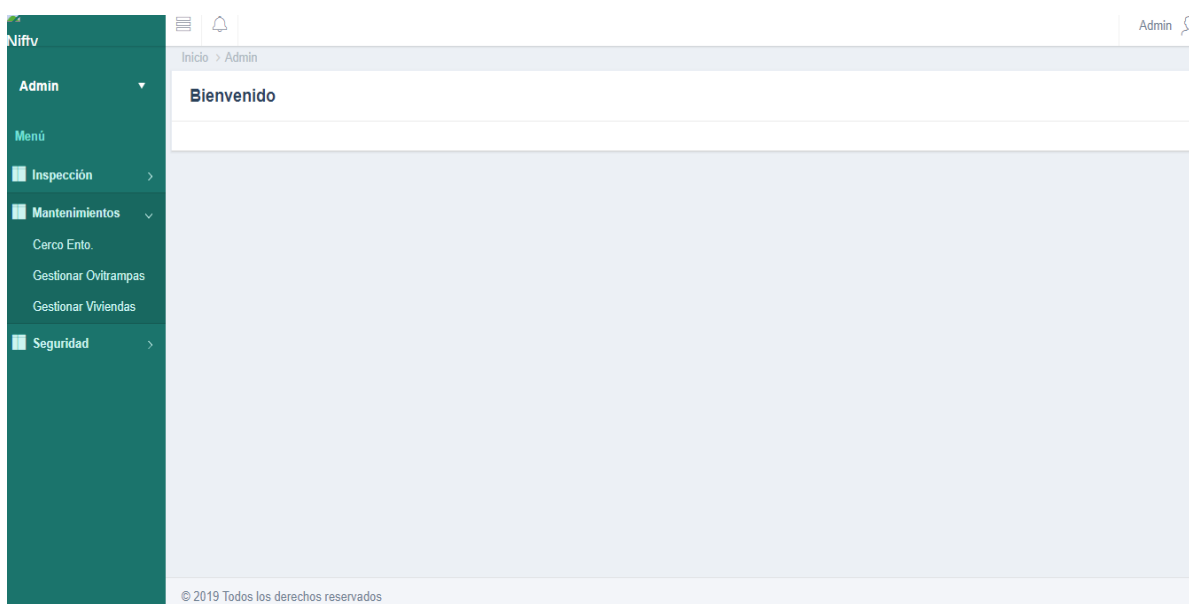 Nifty
Admin
Admin
Menú
Inspección
Mantenimientos
Cerco Ento.
Gestionar Ovitrampas
Gestionar Viviendas
Seguridad
Inicio > Admin
Bienvenido
© 2019 Todos los derechos reservados